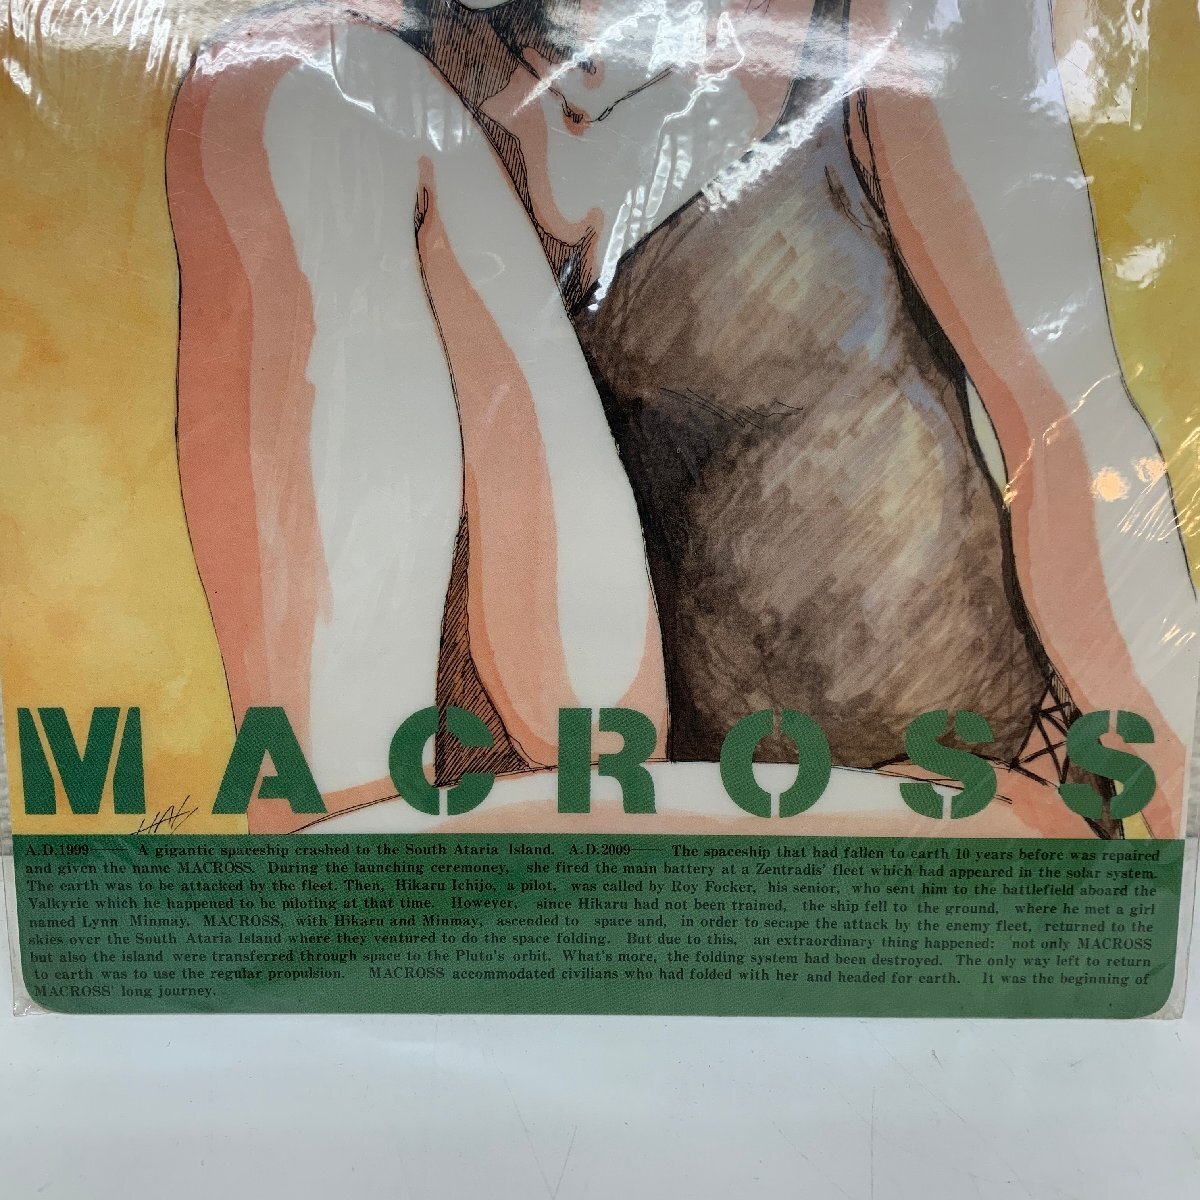 MACROSS
HAL
A.D.1999—— A gigantic spaceship crashed to the South Ataria Island. A.D.2009—— The spaceship that had fallen to earth 10 years before was repaired
and given the name MACROSS. During the launching ceremoney, she fired the main battery at a Zentradis' fleet which had appeared in the solar system.
The earth was to be attacked by the fleet. Then, Hikaru Ichijo, a pilot, was called by Roy Focker, his senior, who sent him to the battlefield aboard the
Valkyrie which he happened to be piloting at that time. However, since Hikaru had not been trained, the ship fell to the ground, where he met a girl
named Lynn Minmay. MACROSS, with Hikaru and Minmay, ascended to space and, in order to secape the attack by the enemy fleet, returned to the
skies over the South Ataria Island where they ventured to do the space folding. But due to this, an extraordinary thing happened: not only MACROSS
but also the island were transferred through space to the Pluto's orbit. What's more, the folding system had been destroyed. The only way left to return
to earth was to use the regular propulsion. MACROSS accommodated civilians who had folded with her and headed for earth. It was the beginning of
MACROSS' long journey.